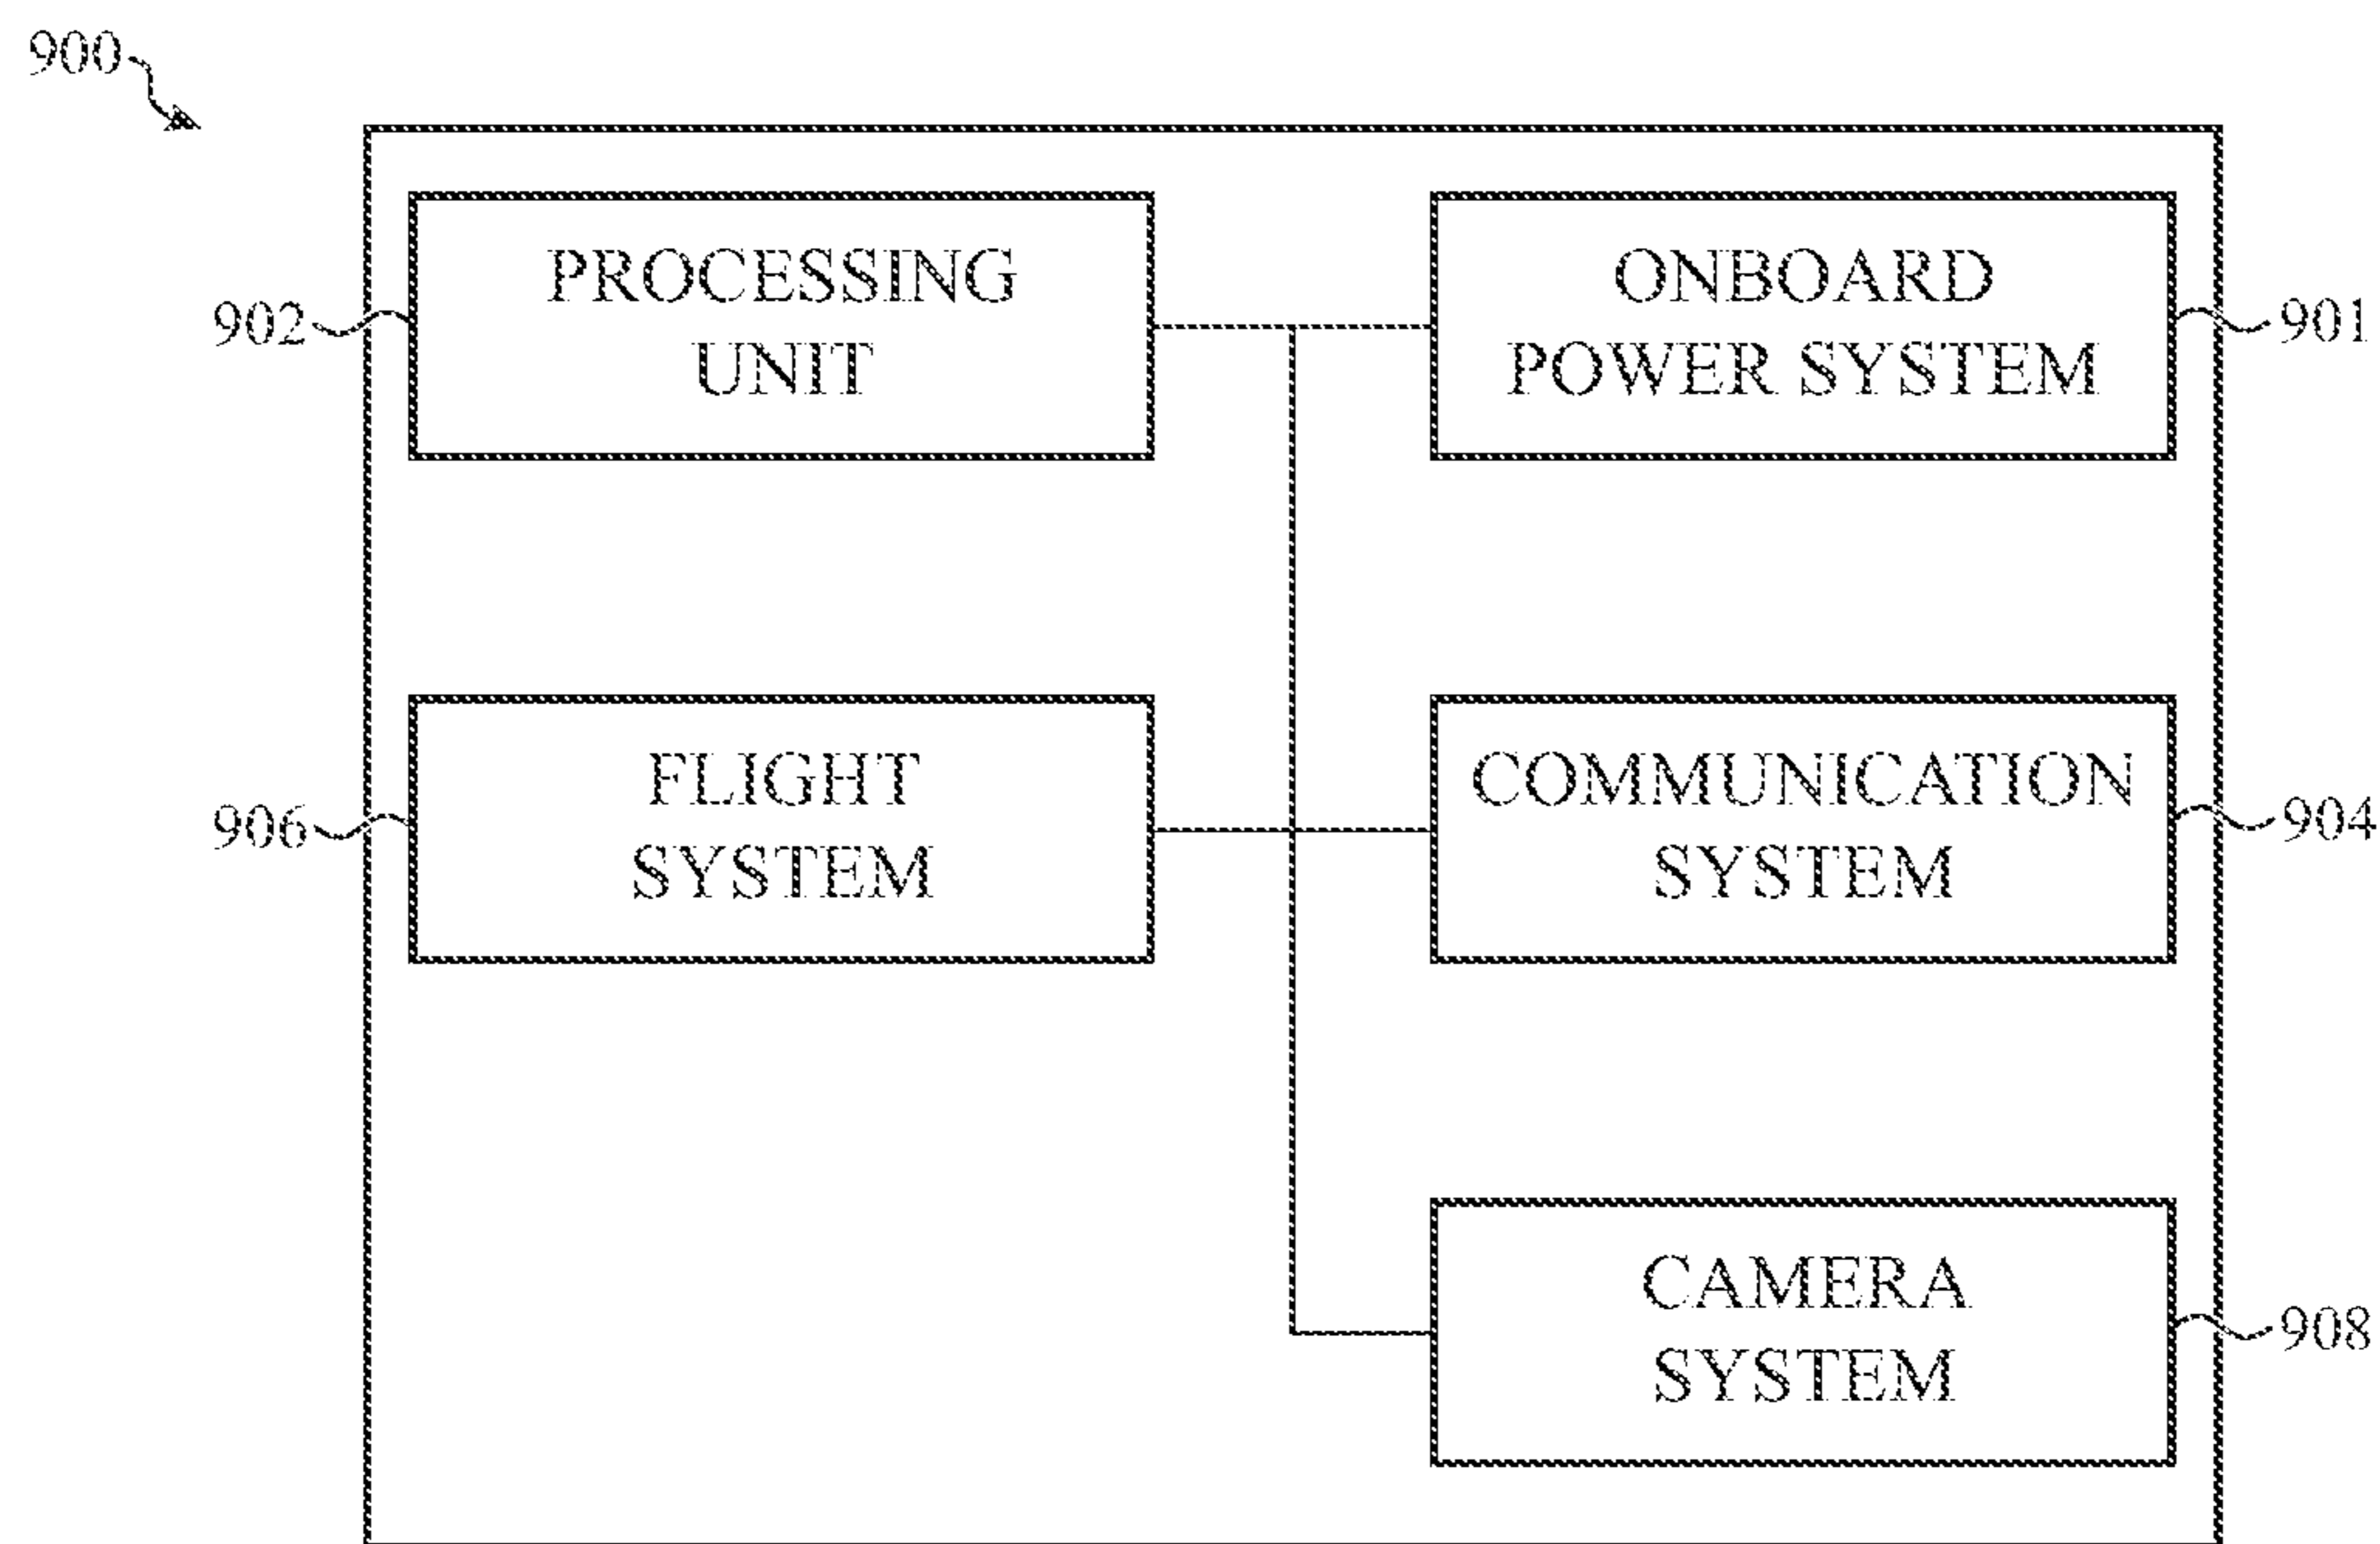 900
PROCESSING
UNIT
902
ONBOARD
POWER SYSTEM
901
FLIGHT
SYSTEM
906
COMMUNICATION
SYSTEM
904
CAMERA
SYSTEM
908